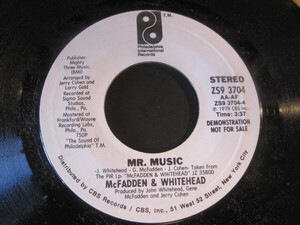 T.M.
Philadelphia
International
Records
Publisher:
Mighty
Three Music,
(BMI)
Arranged by
Jerry Cohen
and
Larry Gold
Recorded at
Sigma Sound
Studios,
Phila., Pa.
Mastered at
Frankford/Wayne
Recording Labs,
Phila., Pa.
TSOP
"The Sound Of
Philadelphia" T.M.
STEREO
ZS9 3704
AA-AF
ZSS 3704-4
℗ 1979 CBS Inc.
Time: 3:37
DEMONSTRATION
NOT FOR SALE
MR. MUSIC
- J. Whitehead - G. McFadden - J. Cohen - Taken From
The PIR Lp: "McFADDEN & WHITEHEAD" JZ 35800
McFADDEN & WHITEHEAD
Produced by John Whitehead, Gene
McFadden and Jerry Cohen
Distributed by CBS Records / CBS, Inc., 51 West 52 Street, New York City